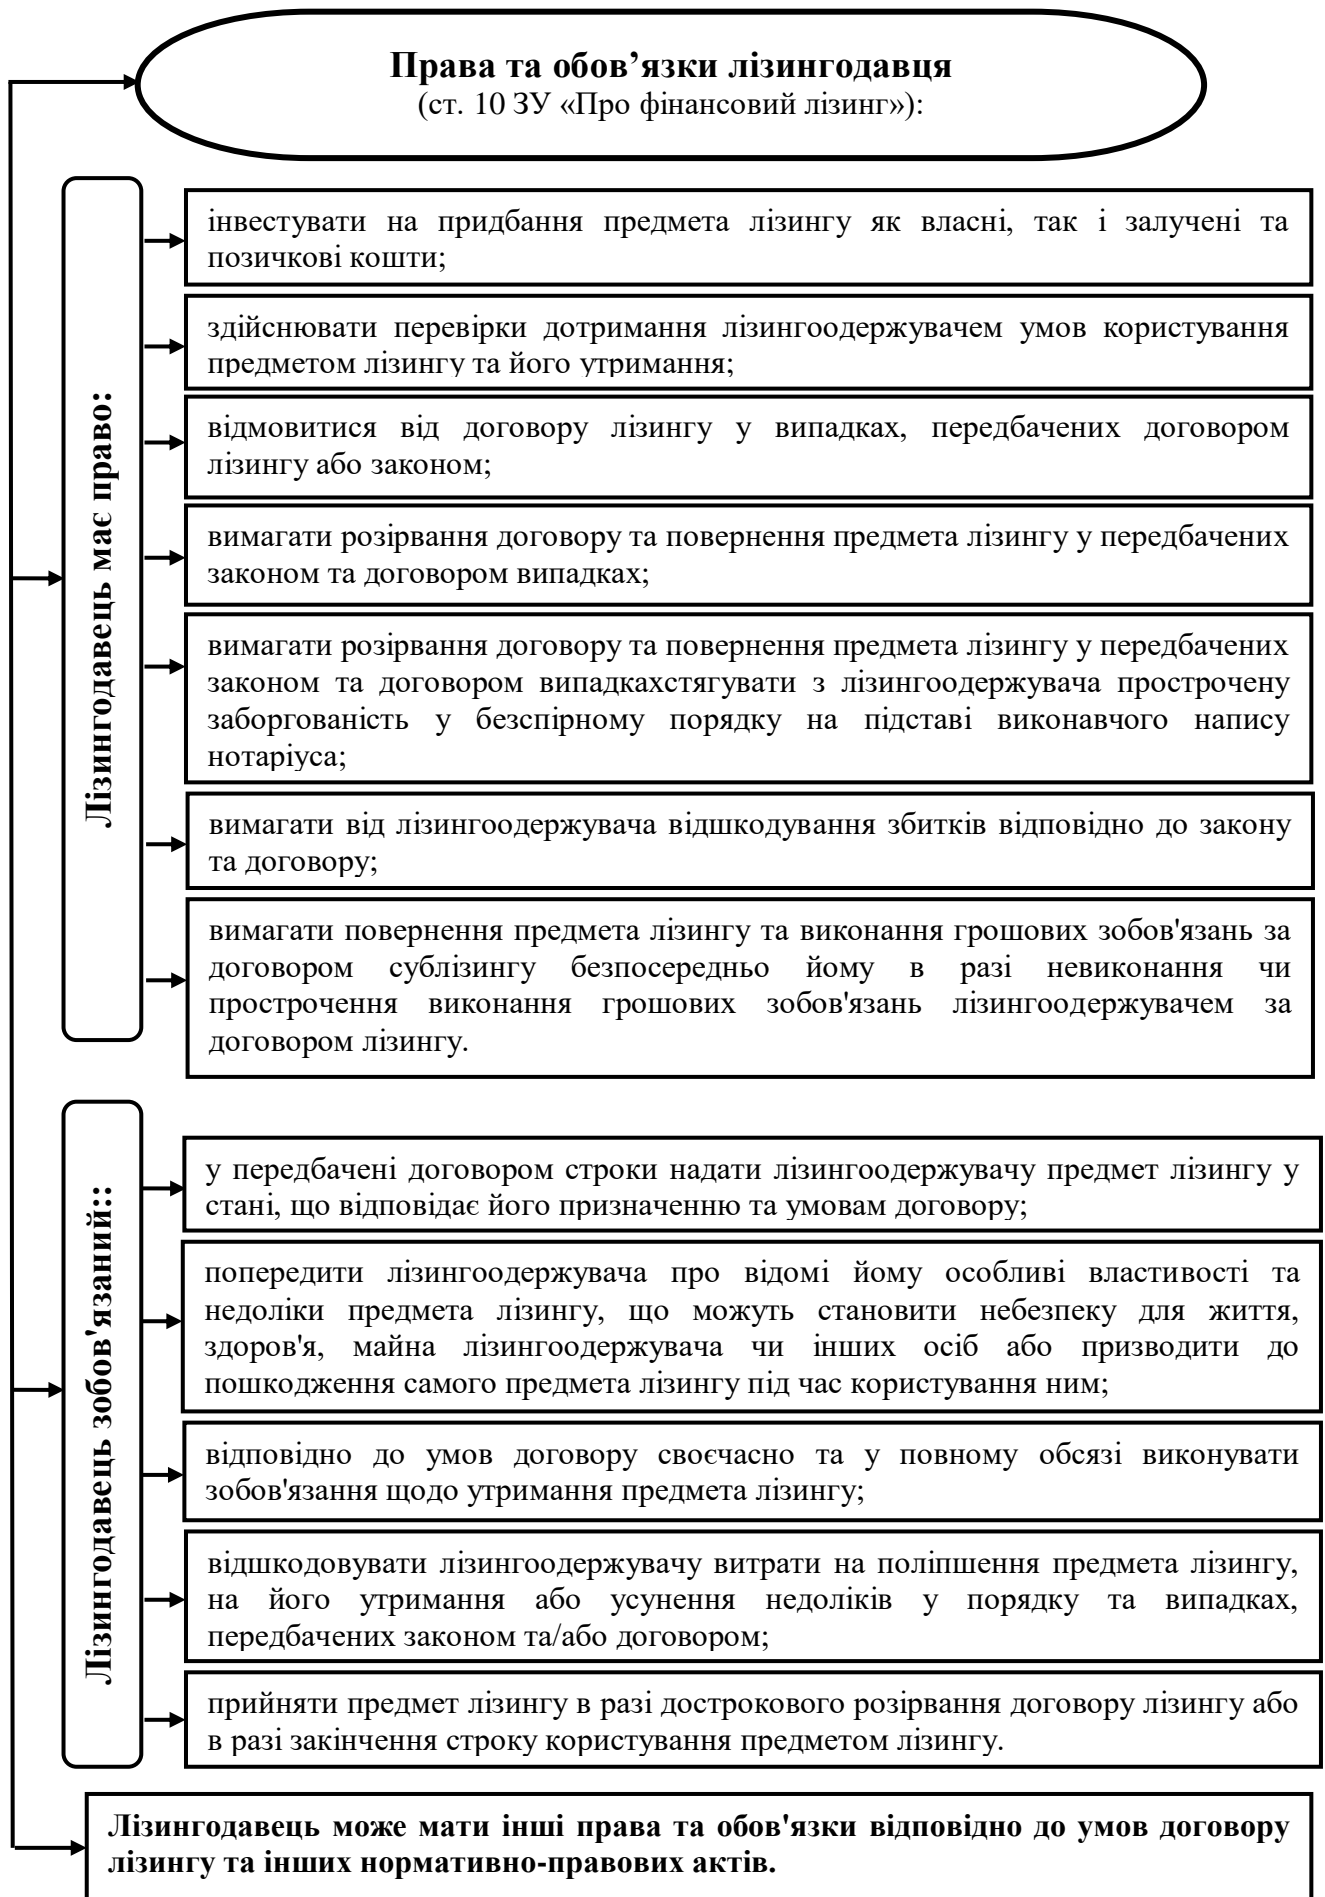 Права та обов’язки лізингодавця
(ст. 10 ЗУ «Про фінансовий лізинг»):
Лізингодавець має право:
інвестувати на придбання предмета лізингу як власні, так і залучені та
позичкові кошти;
здійснювати перевірки дотримання лізингоодержувачем умов користування
предметом лізингу та його утримання;
відмовитися від договору лізингу у випадках, передбачених договором
лізингу або законом;
вимагати розірвання договору та повернення предмета лізингу у передбачених
законом та договором випадках;
вимагати розірвання договору та повернення предмета лізингу у передбачених
законом та договором випадкахстягувати з лізингоодержувача прострочену
заборгованість у безспірному порядку на підставі виконавчого напису
нотаріуса;
вимагати від лізингоодержувача відшкодування збитків відповідно до закону
та договору;
вимагати повернення предмета лізингу та виконання грошових зобов'язань за
договором сублізингу безпосередньо йому в разі невиконання чи
прострочення виконання грошових зобов'язань лізингоодержувачем за
договором лізингу.
Лізингодавець зобов'язаний::
у передбачені договором строки надати лізингоодержувачу предмет лізингу у
стані, що відповідає його призначенню та умовам договору;
попередити лізингоодержувача про відомі йому особливі властивості та
недоліки предмета лізингу, що можуть становити небезпеку для життя,
здоров'я, майна лізингоодержувача чи інших осіб або призводити до
пошкодження самого предмета лізингу під час користування ним;
відповідно до умов договору своєчасно та у повному обсязі виконувати
зобов'язання щодо утримання предмета лізингу;
відшкодовувати лізингоодержувачу витрати на поліпшення предмета лізингу,
на його утримання або усунення недоліків у порядку та випадках,
передбачених законом та/або договором;
прийняти предмет лізингу в разі дострокового розірвання договору лізингу або
в разі закінчення строку користування предметом лізингу.
Лізингодавець може мати інші права та обов'язки відповідно до умов договору
лізингу та інших нормативно-правових актів.